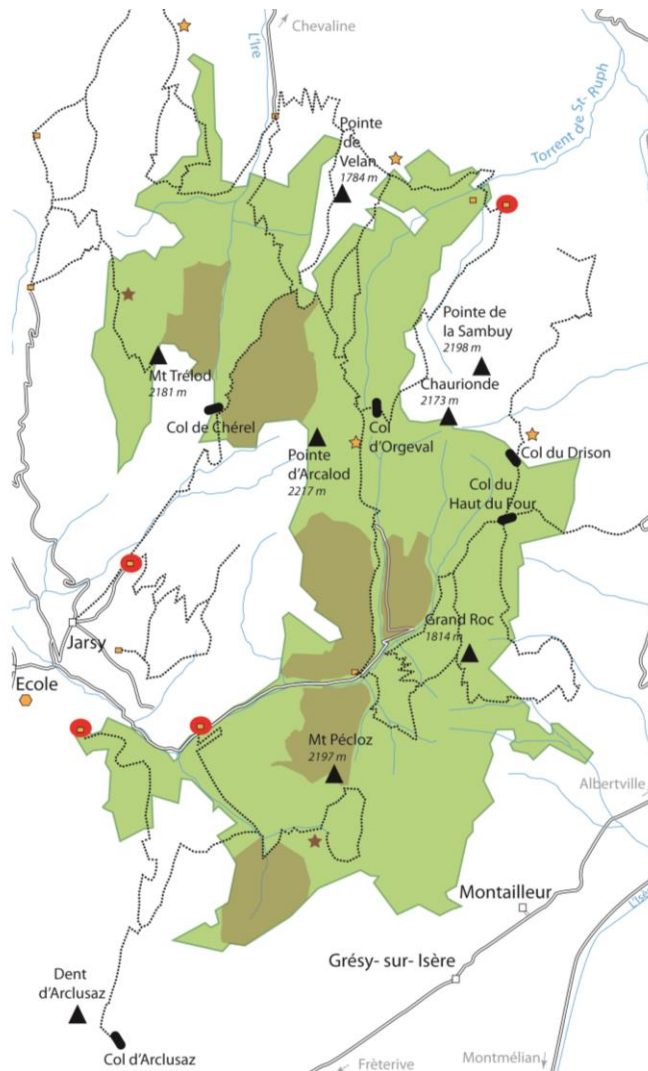 Chevaline
L'Ire
Torrent de St-Ruph
Pointe
de
Velan
1784 m
Pointe de
la Sambuy
2198 m
Mt Trélod
2181 m
Chaurionde
2173 m
Col de Chérel
Col
d'Orgeval
Col du Drison
Pointe
d'Arcalod
2217 m
Col du
Haut du Four
Grand Roc
1814 m
Jarsy
Ecole
Mt Pécloz
2197 m
Albertville
Montailleur
Grésy- sur- Isère
Dent
d'Arclusaz
Col d'Arclusaz
Frèterive
Montmélian